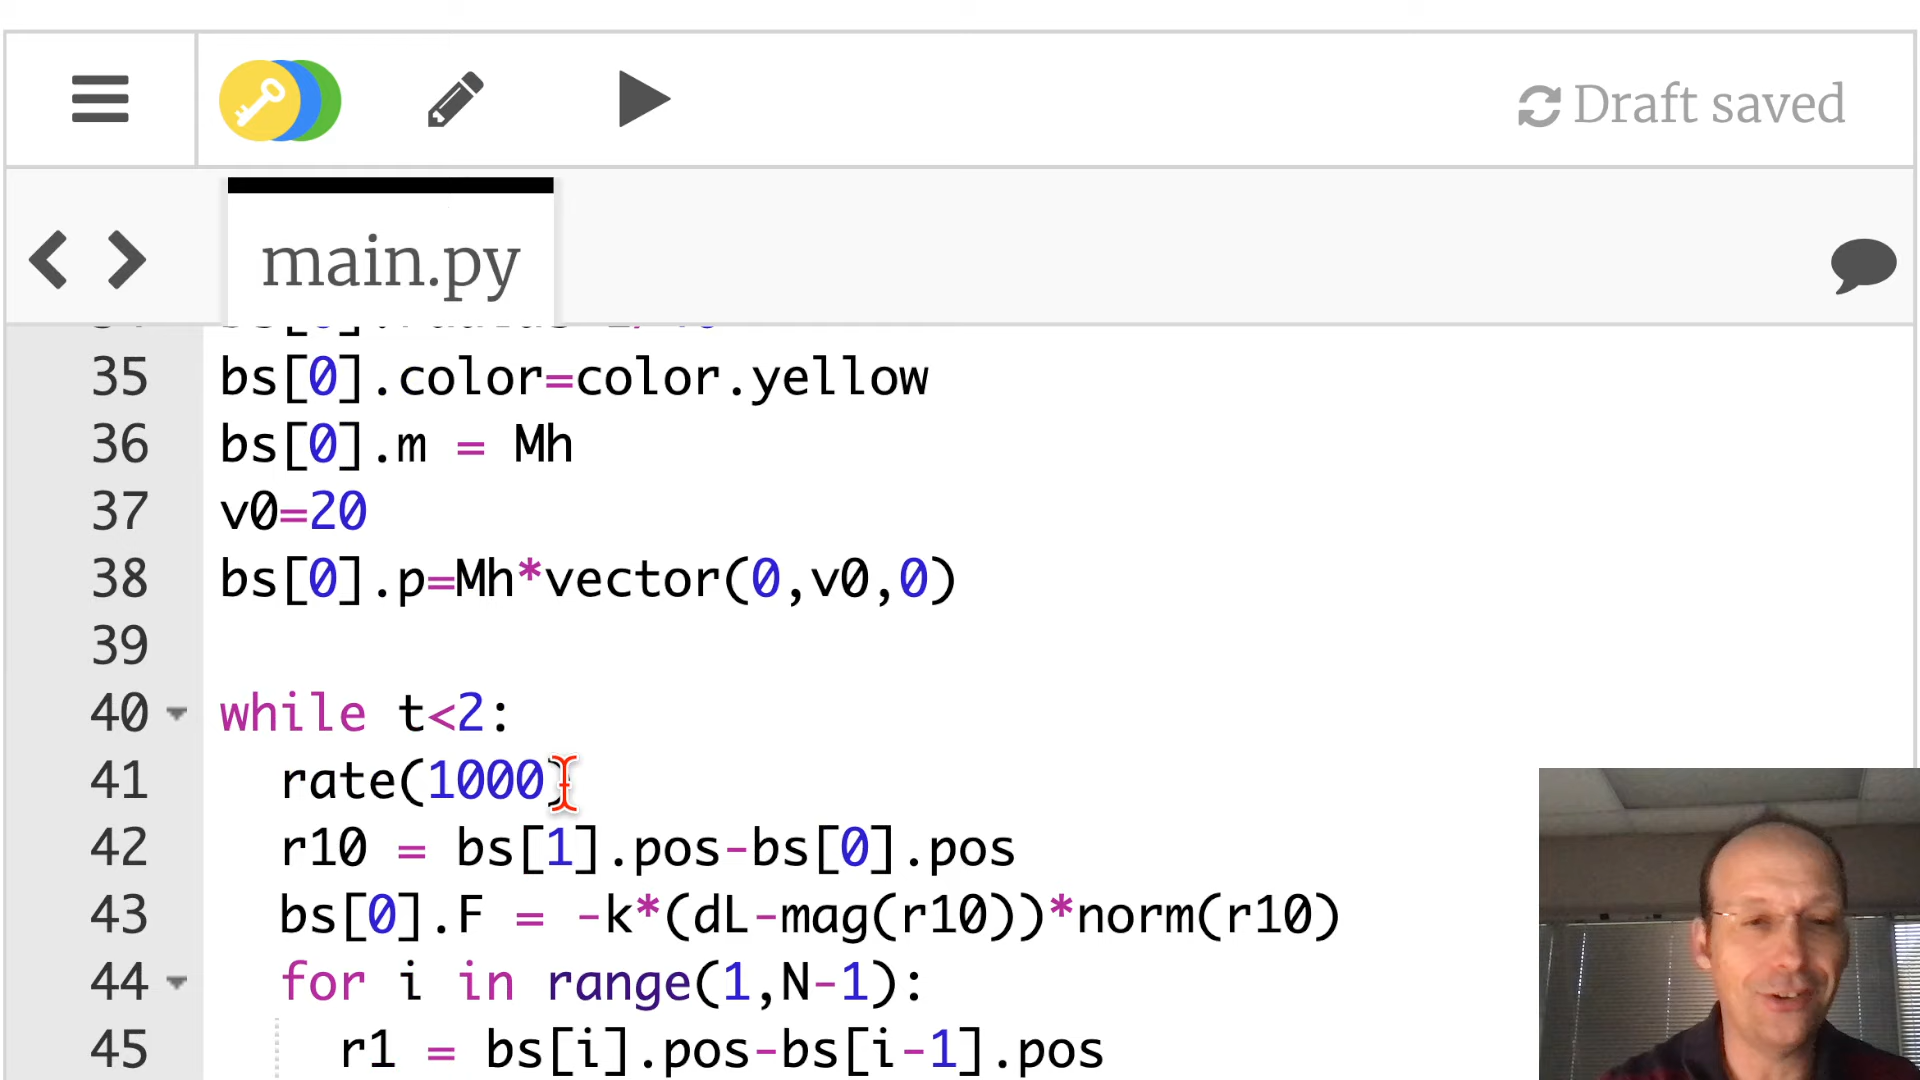 Draft saved
main.py
35 bs[0].color=color.yellow
36 bs[0].m = Mh
37 v0=20
38 bs[0].p=Mh*vector(0,v0,0)
39
40 while t<2:
41 rate(1000)
42 r10 = bs[1].pos-bs[0].pos
43 bs[0].F = -k*(dL-mag(r10))*norm(r10)
44 for i in range(1,N-1):
45 r1 = bs[i].pos-bs[i-1].pos